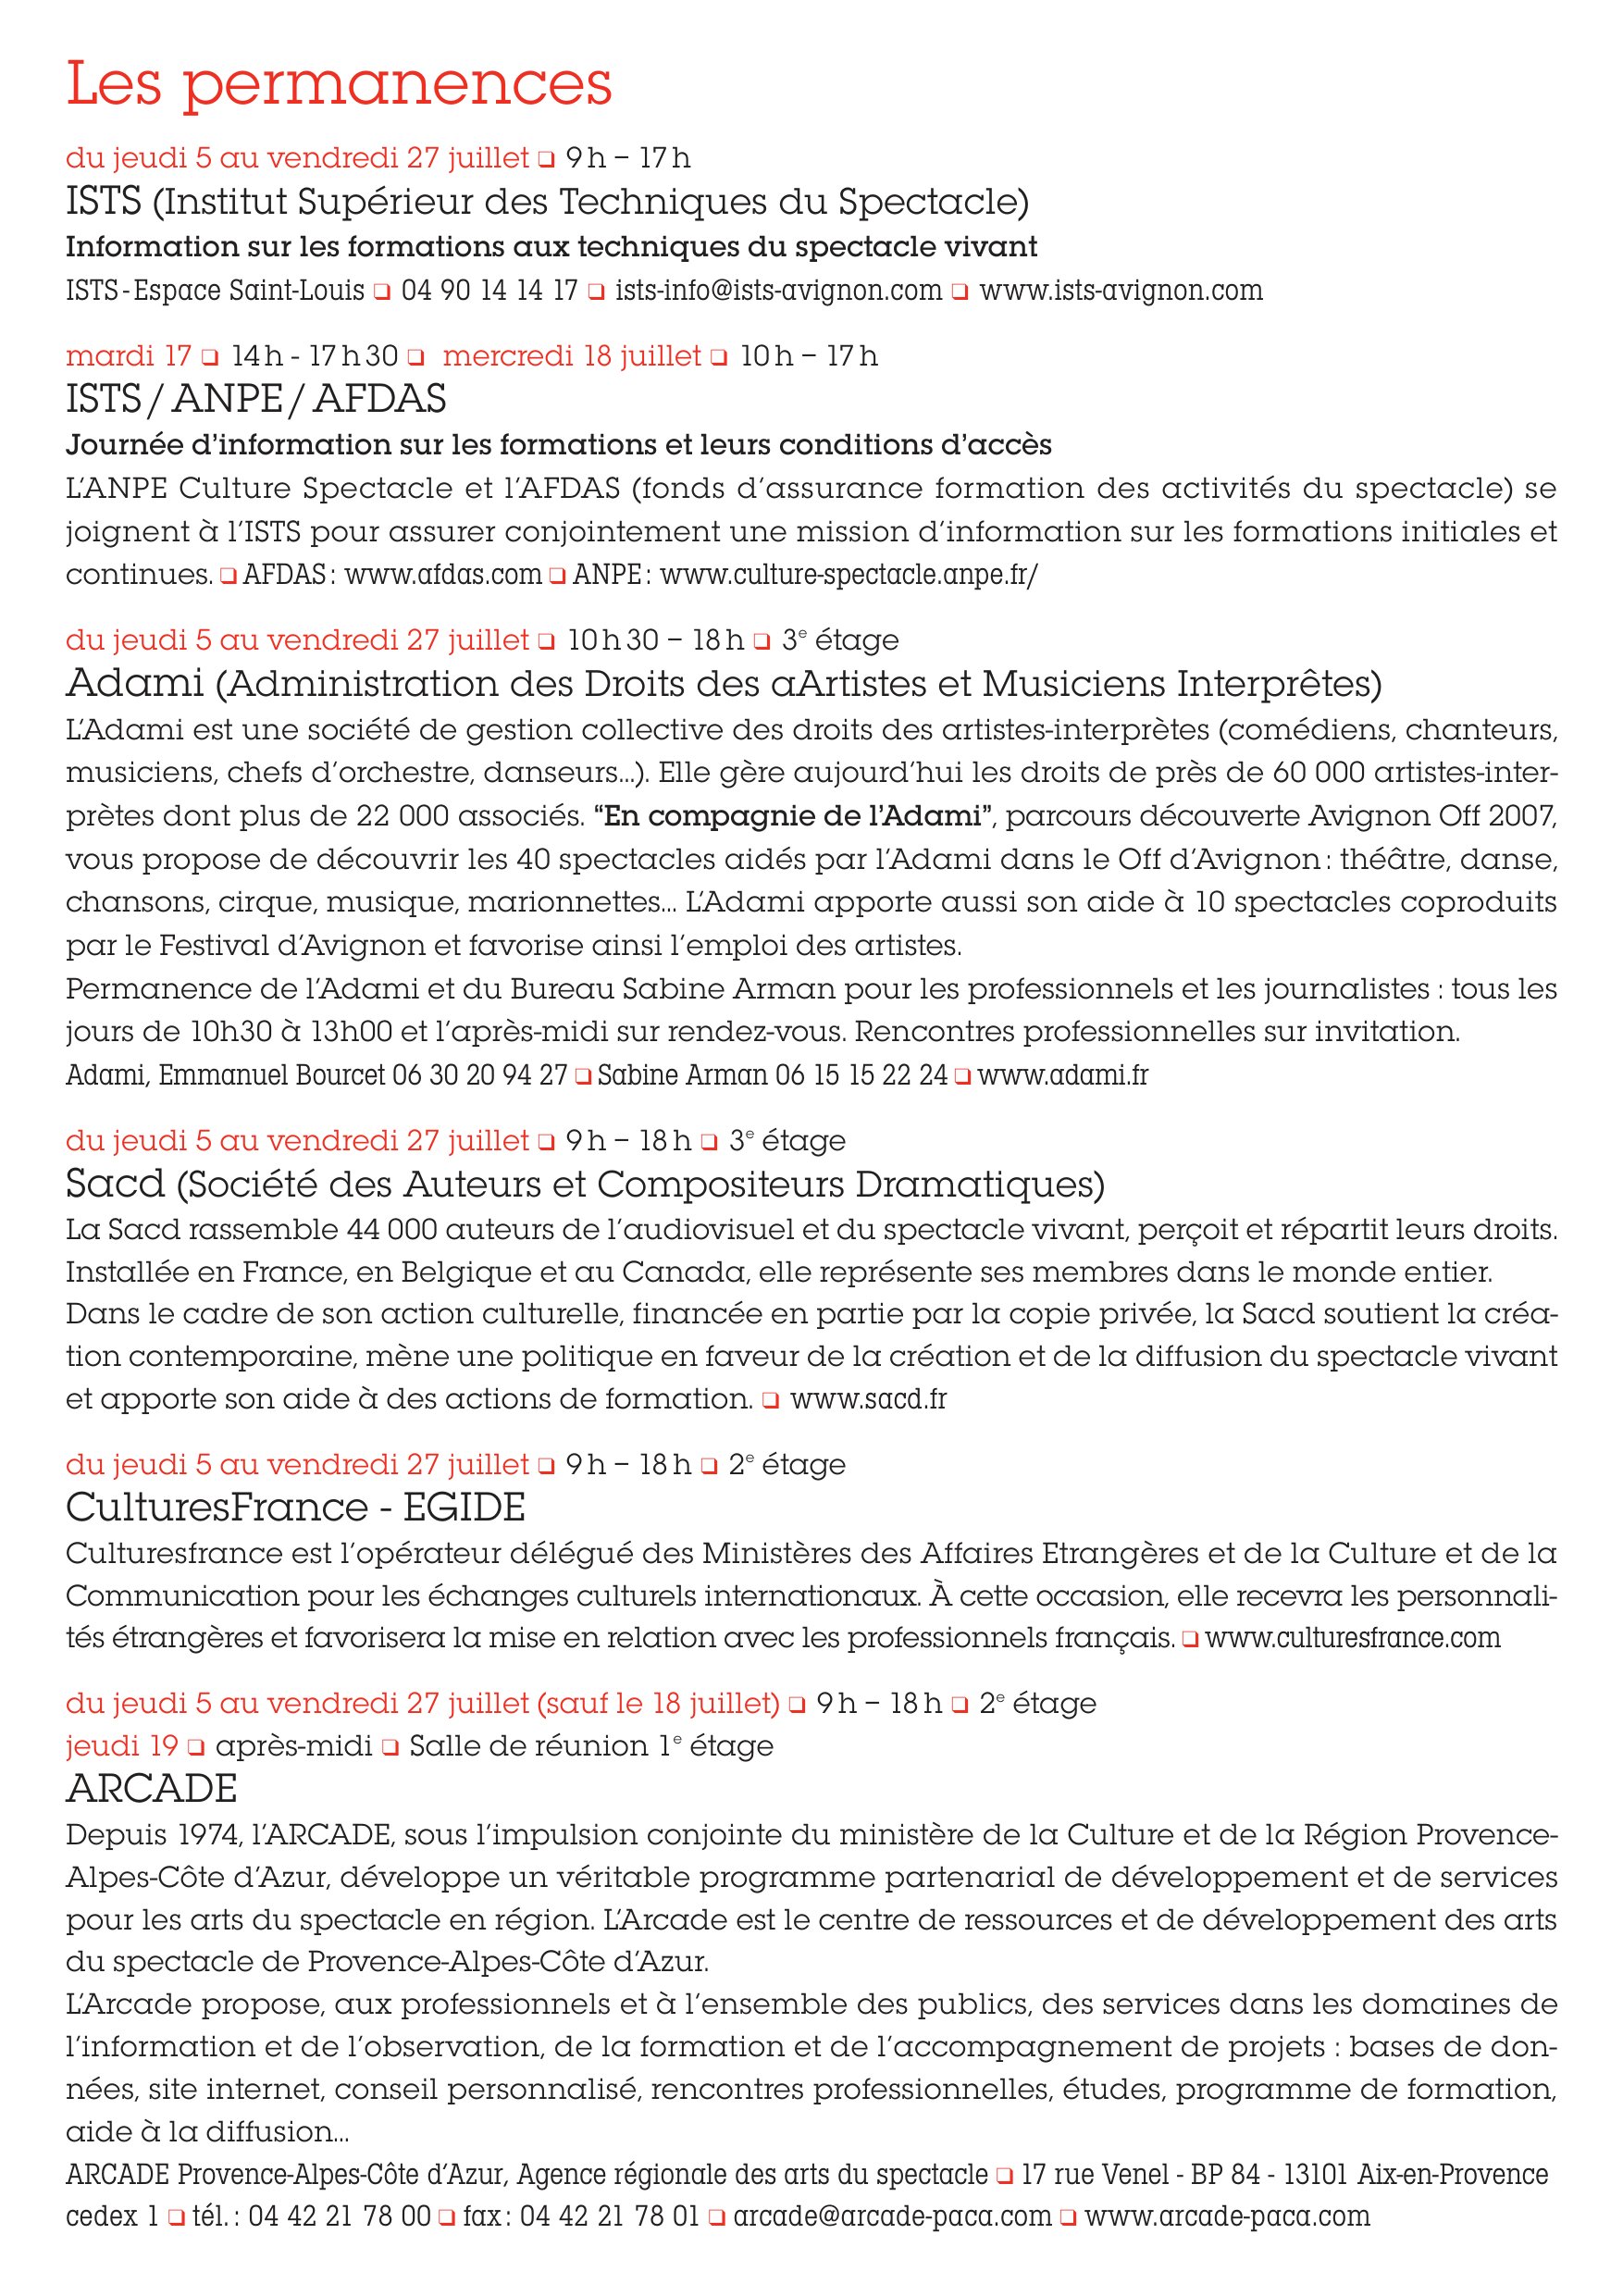 Les permanences
du jeudi 5 au vendredi 27 juillet ❑ 9 h – 17 h
ISTS (Institut Supérieur des Techniques du Spectacle)
Information sur les formations aux techniques du spectacle vivant
ISTS - Espace Saint-Louis ❑ 04 90 14 14 17 ❑ ists-info@ists-avignon.com ❑ www.ists-avignon.com
mardi 17 ❑ 14 h - 17 h 30 ❑ mercredi 18 juillet ❑ 10 h – 17 h
ISTS / ANPE / AFDAS
Journée d'information sur les formations et leurs conditions d'accès
L'ANPE Culture Spectacle et l'AFDAS (fonds d'assurance formation des activités du spectacle) se
joignent à l'ISTS pour assurer conjointement une mission d'information sur les formations initiales et
continues. ❑ AFDAS : www.afdas.com ❑ ANPE : www.culture-spectacle.anpe.fr/
du jeudi 5 au vendredi 27 juillet ❑ 10 h 30 – 18 h ❑ 3e étage
Adami (Administration des Droits des aArtistes et Musiciens Interprêtes)
L'Adami est une société de gestion collective des droits des artistes-interprètes (comédiens, chanteurs,
musiciens, chefs d'orchestre, danseurs...). Elle gère aujourd'hui les droits de près de 60 000 artistes-inter-
prètes dont plus de 22 000 associés. "En compagnie de l'Adami", parcours découverte Avignon Off 2007,
vous propose de découvrir les 40 spectacles aidés par l'Adami dans le Off d'Avignon : théâtre, danse,
chansons, cirque, musique, marionnettes... L'Adami apporte aussi son aide à 10 spectacles coproduits
par le Festival d'Avignon et favorise ainsi l'emploi des artistes.
Permanence de l'Adami et du Bureau Sabine Arman pour les professionnels et les journalistes : tous les
jours de 10h30 à 13h00 et l'après-midi sur rendez-vous. Rencontres professionnelles sur invitation.
Adami, Emmanuel Bourcet 06 30 20 94 27 ❑ Sabine Arman 06 15 15 22 24 ❑ www.adami.fr
du jeudi 5 au vendredi 27 juillet ❑ 9 h – 18 h ❑ 3e étage
Sacd (Société des Auteurs et Compositeurs Dramatiques)
La Sacd rassemble 44 000 auteurs de l'audiovisuel et du spectacle vivant, perçoit et répartit leurs droits.
Installée en France, en Belgique et au Canada, elle représente ses membres dans le monde entier.
Dans le cadre de son action culturelle, financée en partie par la copie privée, la Sacd soutient la créa-
tion contemporaine, mène une politique en faveur de la création et de la diffusion du spectacle vivant
et apporte son aide à des actions de formation. ❑ www.sacd.fr
du jeudi 5 au vendredi 27 juillet ❑ 9 h – 18 h ❑ 2e étage
CulturesFrance - EGIDE
Culturesfrance est l'opérateur délégué des Ministères des Affaires Etrangères et de la Culture et de la
Communication pour les échanges culturels internationaux. À cette occasion, elle recevra les personnali-
tés étrangères et favorisera la mise en relation avec les professionnels français. ❑ www.culturesfrance.com
du jeudi 5 au vendredi 27 juillet (sauf le 18 juillet) ❑ 9 h – 18 h ❑ 2e étage
jeudi 19 ❑ après-midi ❑ Salle de réunion 1e étage
ARCADE
Depuis 1974, l'ARCADE, sous l'impulsion conjointe du ministère de la Culture et de la Région Provence-
Alpes-Côte d'Azur, développe un véritable programme partenarial de développement et de services
pour les arts du spectacle en région. L'Arcade est le centre de ressources et de développement des arts
du spectacle de Provence-Alpes-Côte d'Azur.
L'Arcade propose, aux professionnels et à l'ensemble des publics, des services dans les domaines de
l'information et de l'observation, de la formation et de l'accompagnement de projets : bases de don-
nées, site internet, conseil personnalisé, rencontres professionnelles, études, programme de formation,
aide à la diffusion...
ARCADE Provence-Alpes-Côte d'Azur, Agence régionale des arts du spectacle ❑ 17 rue Venel - BP 84 - 13101 Aix-en-Provence
cedex 1 ❑ tél. : 04 42 21 78 00 ❑ fax : 04 42 21 78 01 ❑ arcade@arcade-paca.com ❑ www.arcade-paca.com